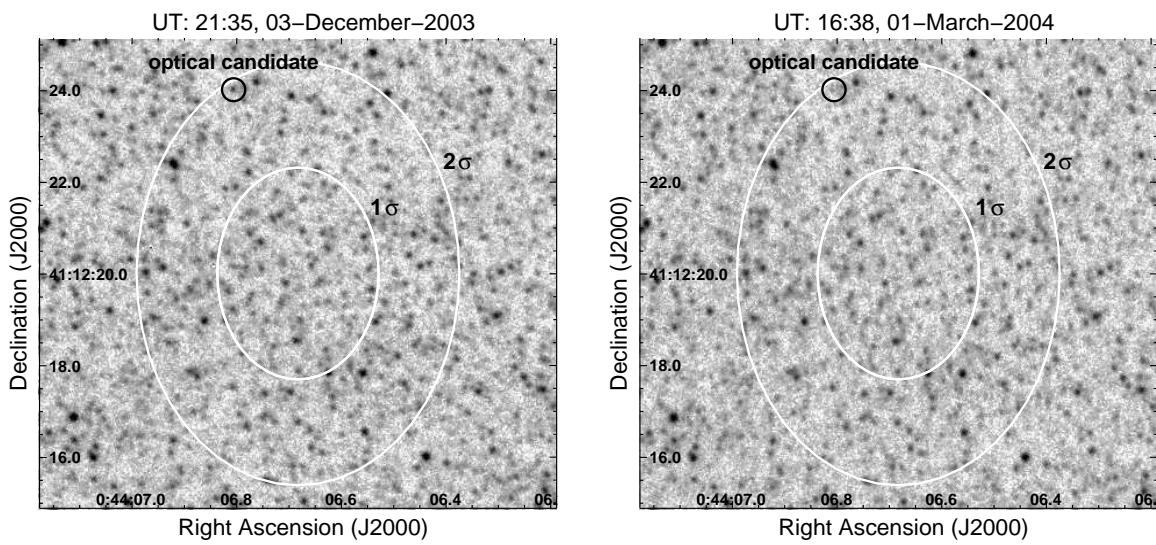 UT: 21:35, 03−December−2003
optical candidate
24.0
2σ
22.0
1σ
41:12:20.0
18.0
16.0
0:44:07.0 06.8 06.6 06.4
Declination (J2000)
Right Ascension (J2000)
UT: 16:38, 01−March−2004
optical candidate
24.0
2σ
22.0
1σ
41:12:20.0
18.0
16.0
0:44:07.0 06.8 06.6 06.4
Declination (J2000)
Right Ascension (J2000)